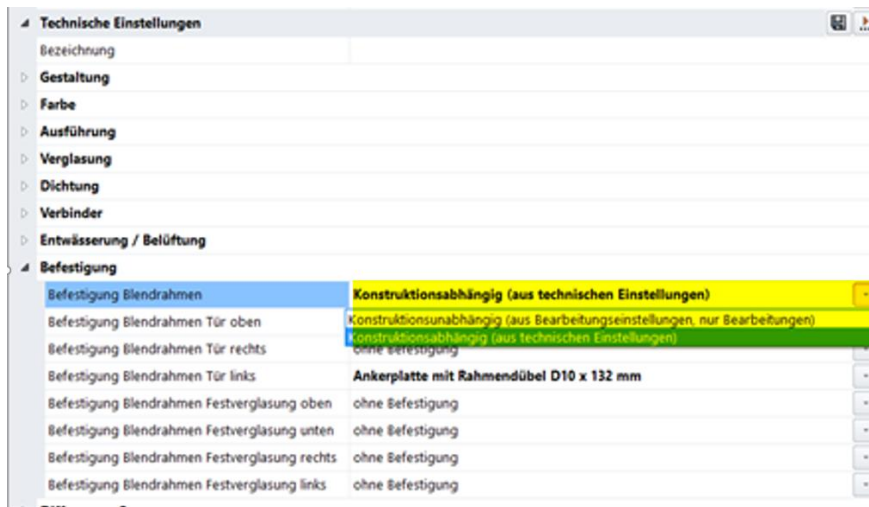 Technische Einstellungen
Bezeichnung
Gestaltung
Farbe
Ausführung
Verglasung
Dichtung
Verbinder
Entwässerung / Belüftung
Befestigung
Befestigung Blendrahmen Konstruktionsabhängig (aus technischen Einstellungen)
Befestigung Blendrahmen Tür oben Konstruktionsunabhängig (aus Bearbeitungseinstellungen, nur Bearbeitungen)
Konstruktionsabhängig (aus technischen Einstellungen)
Befestigung Blendrahmen Tür rechts ohne Befestigung
Befestigung Blendrahmen Tür links Ankerplatte mit Rahmendübel D10 x 132 mm
Befestigung Blendrahmen Festverglasung oben ohne Befestigung
Befestigung Blendrahmen Festverglasung unten ohne Befestigung
Befestigung Blendrahmen Festverglasung rechts ohne Befestigung
Befestigung Blendrahmen Festverglasung links ohne Befestigung